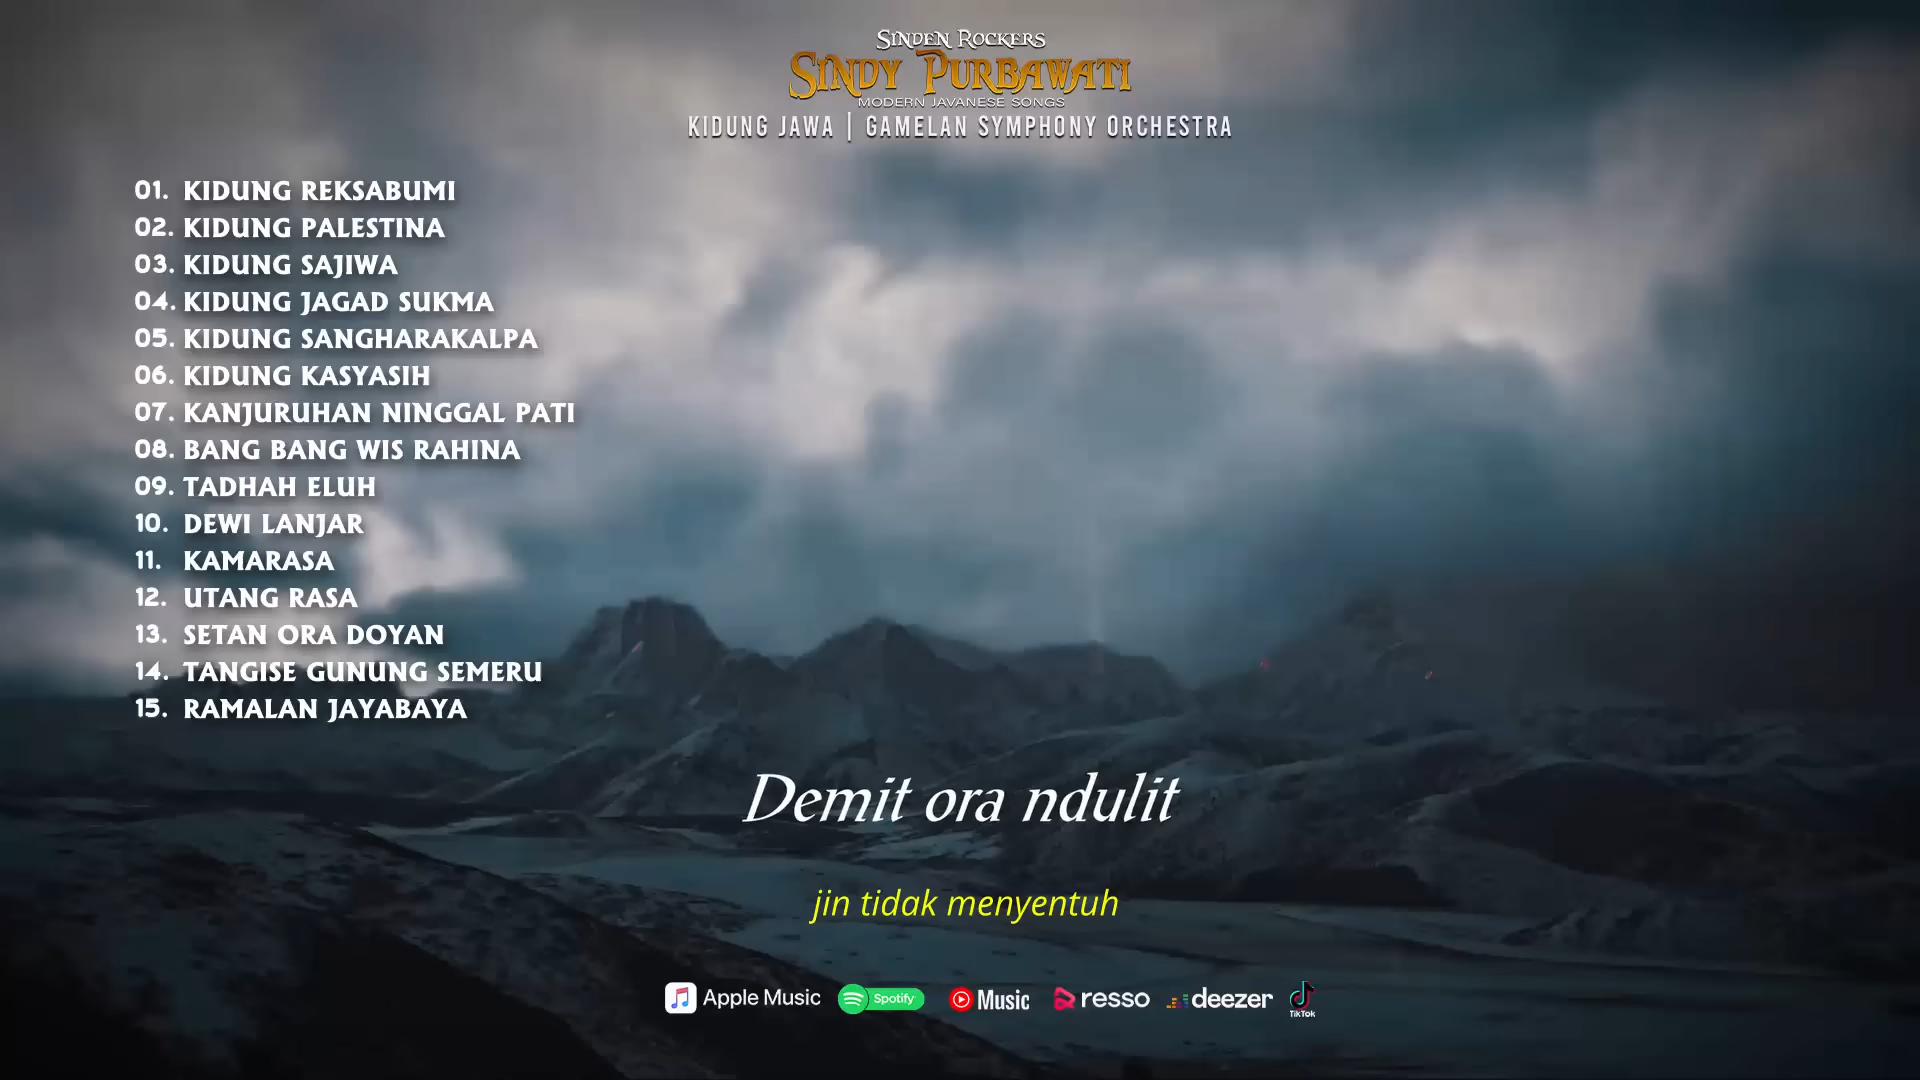 SINDEN ROCKERS
SINDY PURBAWATI
MODERN JAVANESE SONGS
KIDUNG JAWA | GAMELAN SYMPHONY ORCHESTRA
01. KIDUNG REKSABUMI
02. KIDUNG PALESTINA
03. KIDUNG SAJIWA
04. KIDUNG JAGAD SUKMA
05. KIDUNG SANGHARAKALPA
06. KIDUNG KASYASIH
07. KANJURUHAN NINGGAL PATI
08. BANG BANG WIS RAHINA
09. TADHAH ELUH
10. DEWI LANJAR
11. KAMARASA
12. UTANG RASA
13. SETAN ORA DOYAN
14. TANGISE GUNUNG SEMERU
15. RAMALAN JAYABAYA
Demit ora ndulit
jin tidak menyentuh
Apple Music Spotify Music resso deezer TikTok